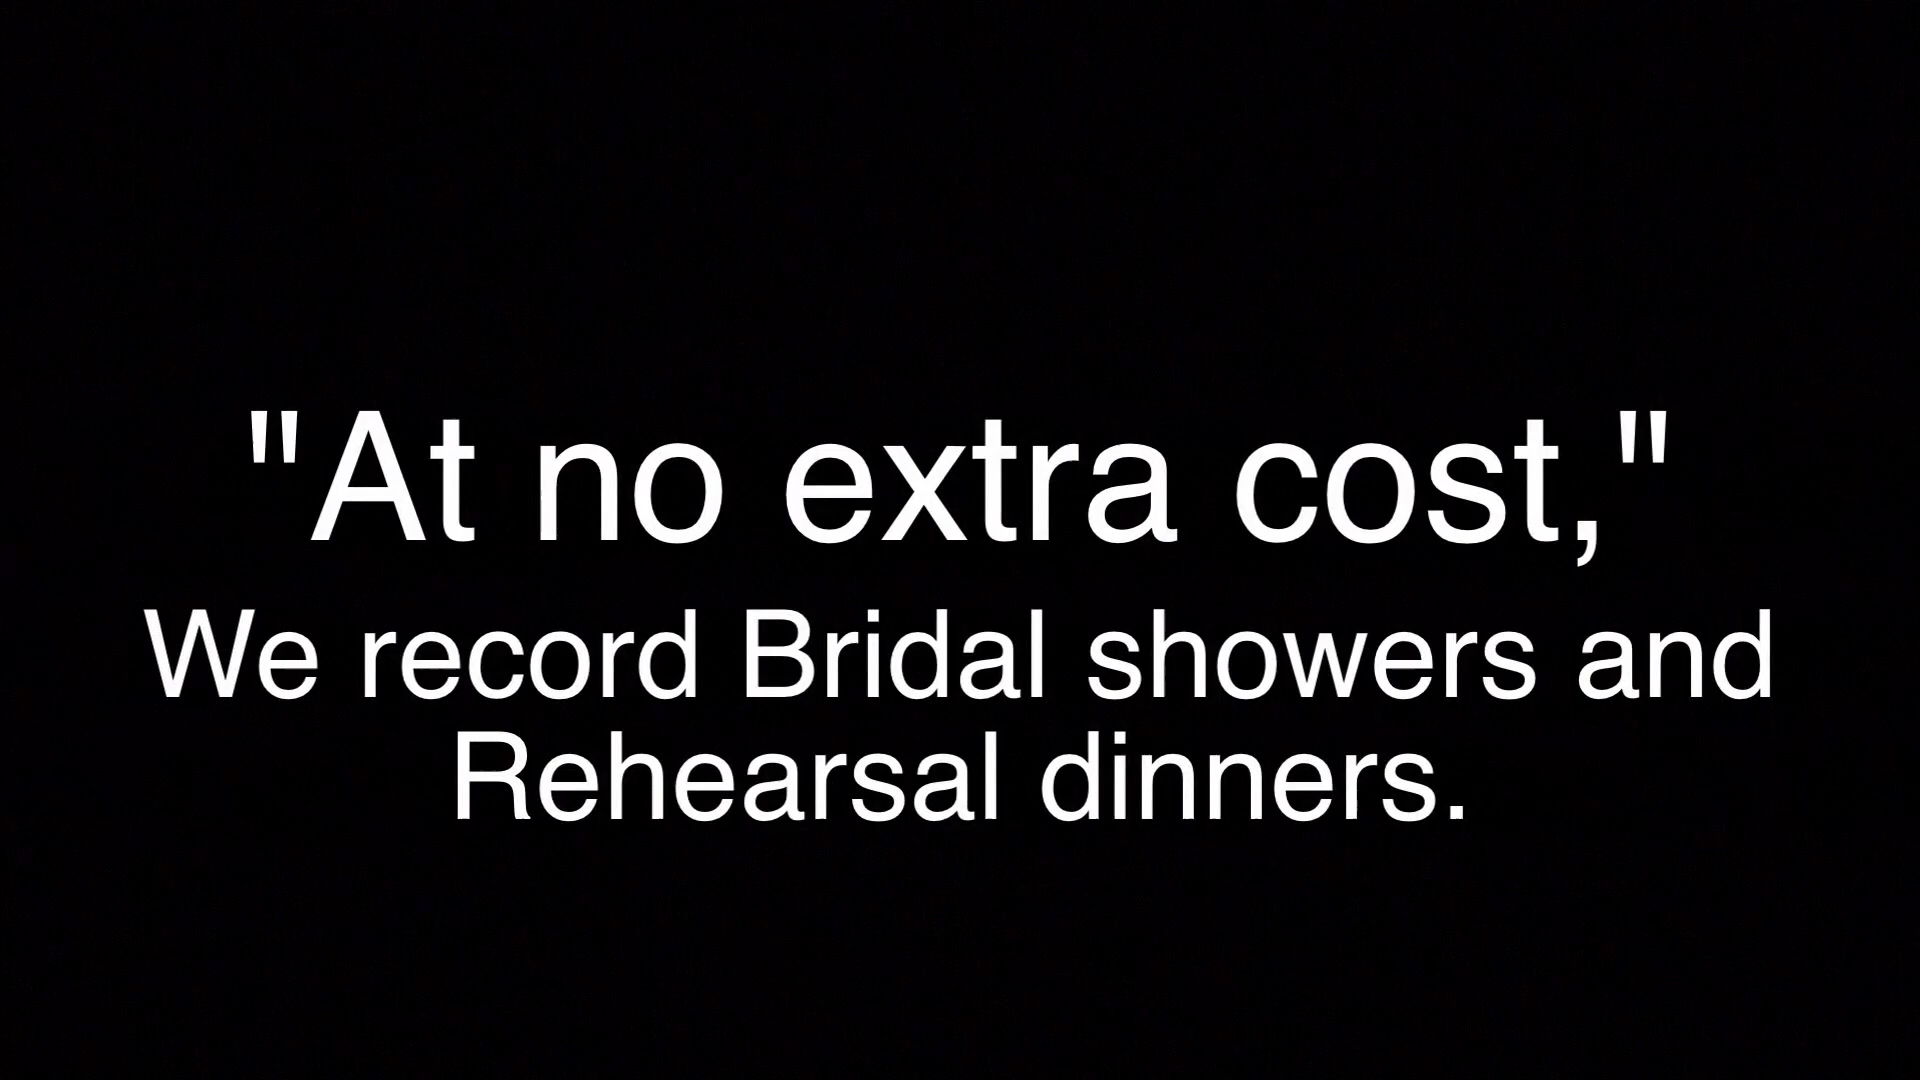 "At no extra cost,"
We record Bridal showers and
Rehearsal dinners.